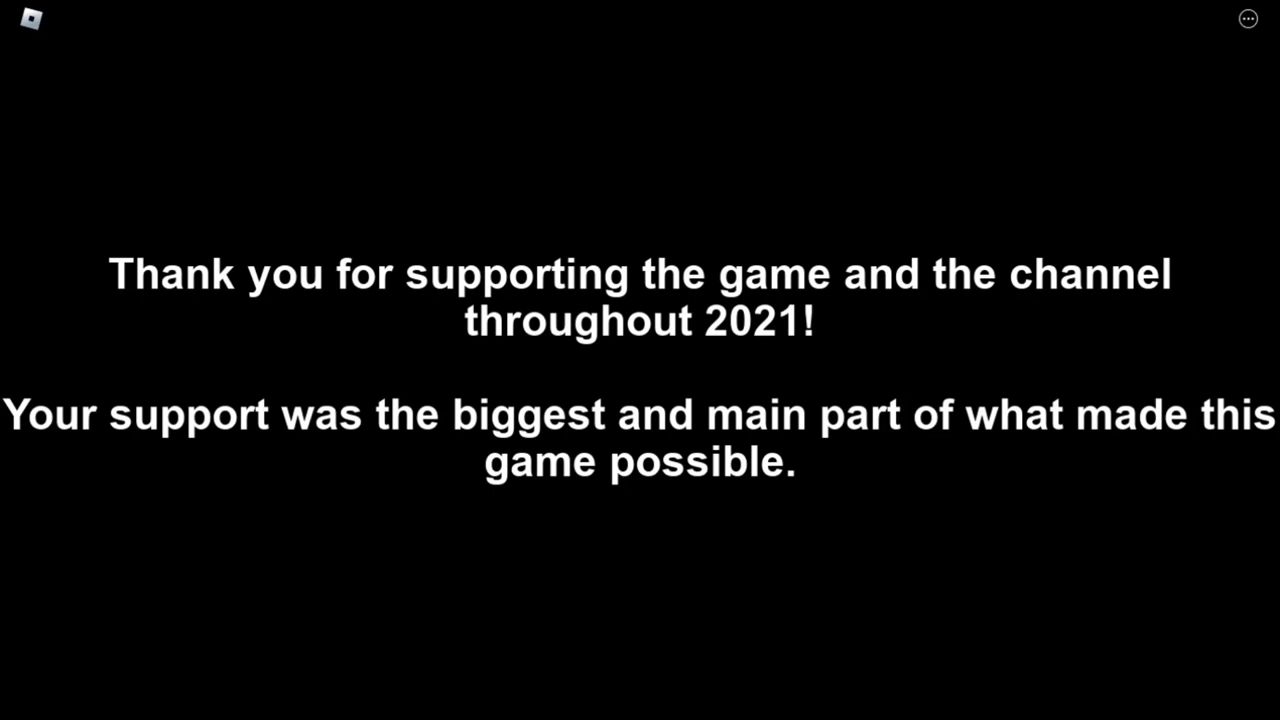 Thank you for supporting the game and the channel
throughout 2021!
Your support was the biggest and main part of what made this
game possible.